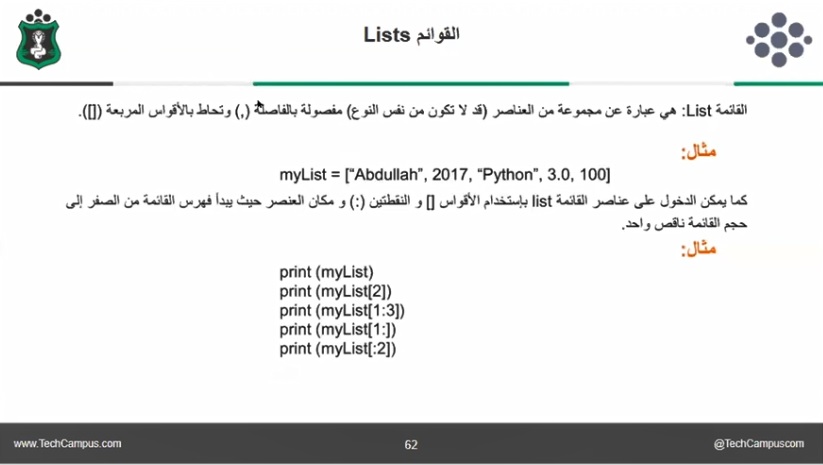 القوائم Lists
القائمة List: هي عبارة عن مجموعة من العناصر (قد لا تكون من نفس النوع) مفصولة بالفاصلة (,) وتحاط بالأقواس المربعة ([]).
مثال:
myList = [“Abdullah”, 2017, “Python”, 3.0, 100]
كما يمكن الدخول على عناصر القائمة list بإستخدام الأقواس [] و النقطتين (:) و مكان العنصر حيث يبدأ فهرس القائمة من الصفر إلى
حجم القائمة ناقص واحد.
مثال:
print (myList)
print (myList[2])
print (myList[1:3])
print (myList[1:])
print (myList[:2])
www.TechCampus.com 62 @TechCampuscom